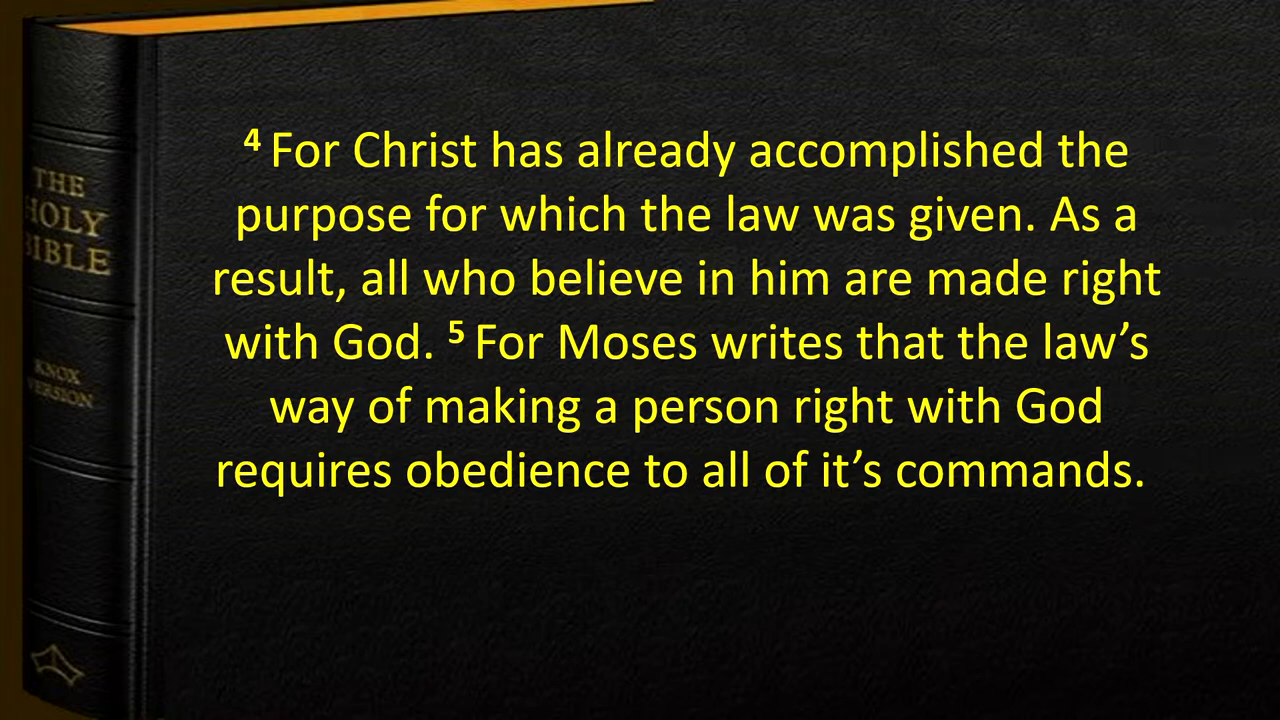 THE
HOLY
BIBLE
KNOX
VERSION
⁴ For Christ has already accomplished the
purpose for which the law was given. As a
result, all who believe in him are made right
with God. ⁵ For Moses writes that the law’s
way of making a person right with God
requires obedience to all of it’s commands.